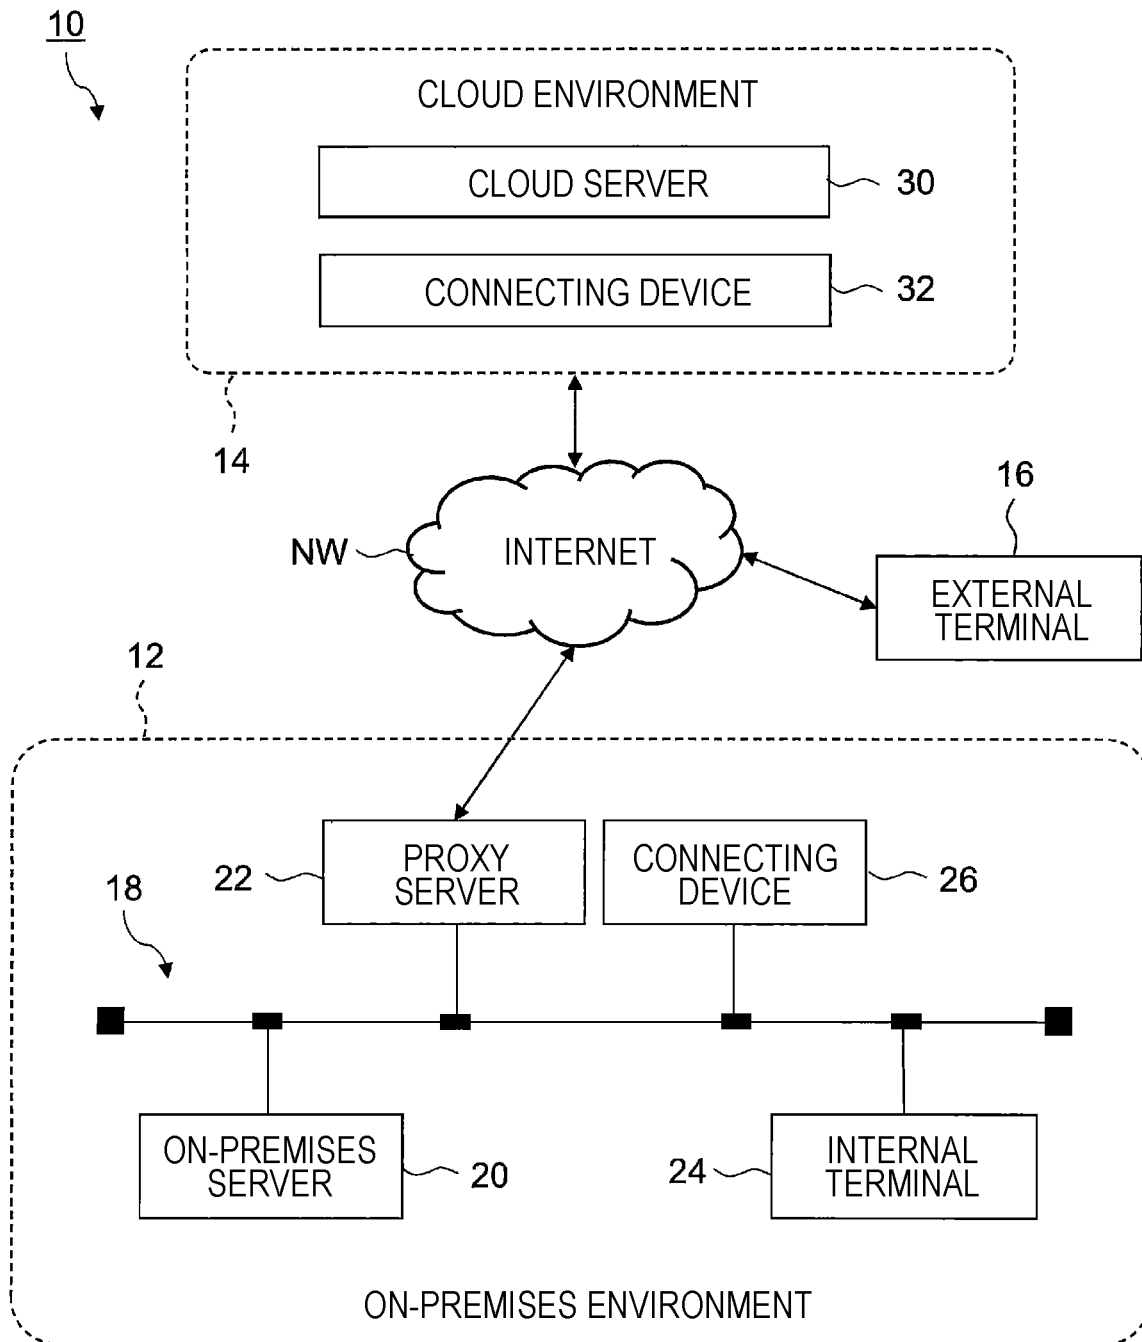 10
CLOUD ENVIRONMENT
CLOUD SERVER
30
CONNECTING DEVICE
32
14
16
NW
INTERNET
EXTERNAL
TERMINAL
12
PROXY
SERVER
22
CONNECTING
DEVICE
26
18
ON-PREMISES
SERVER
20
24
INTERNAL
TERMINAL
ON-PREMISES ENVIRONMENT